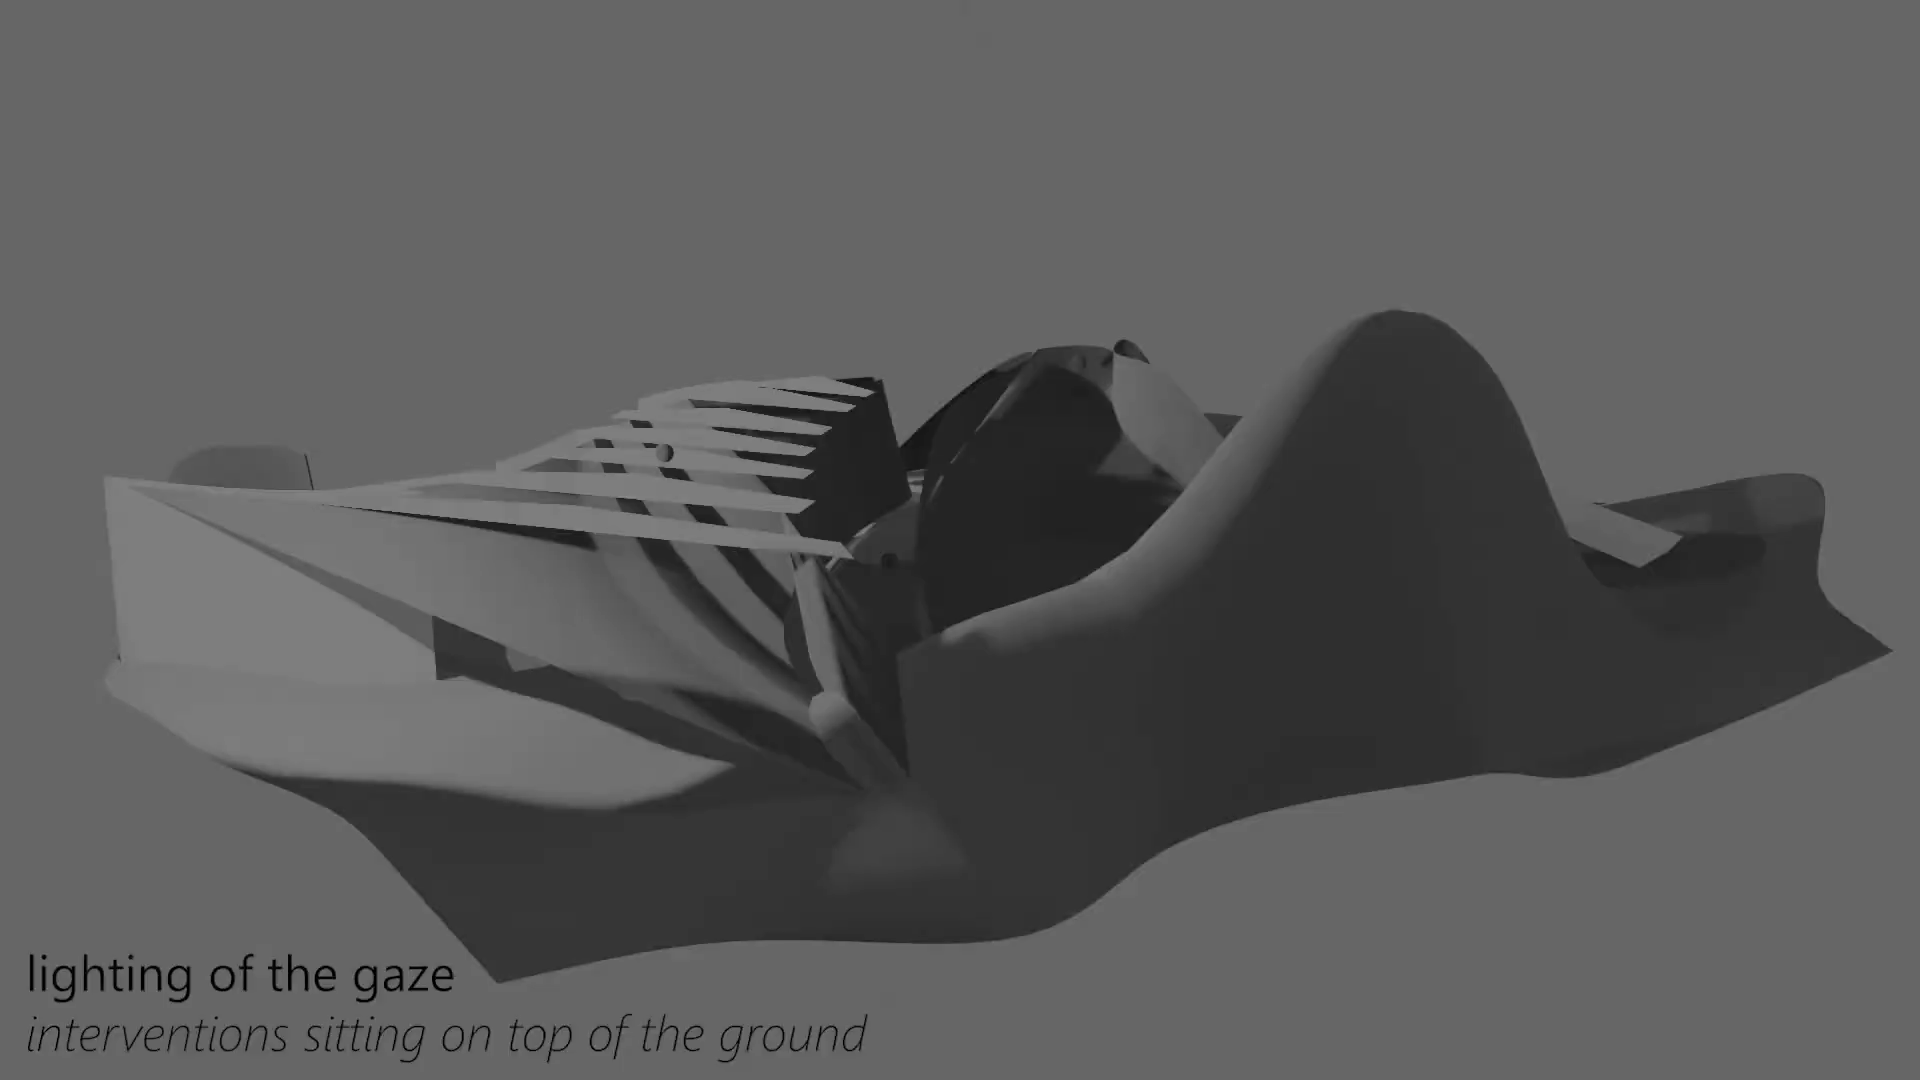 lighting of the gaze
interventions sitting on top of the ground